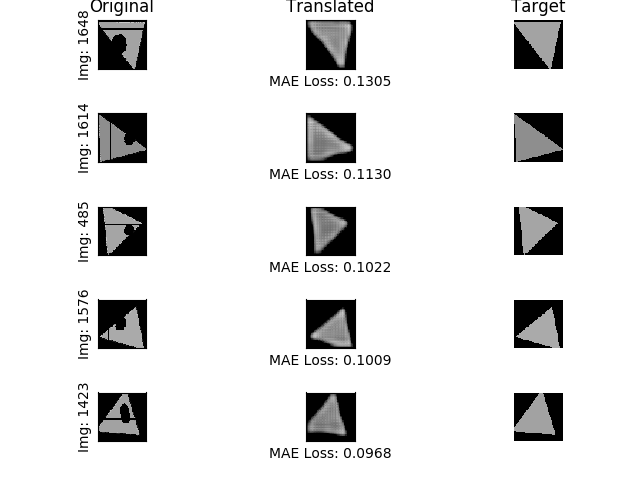 Original Translated Target
Img: 1648
MAE Loss: 0.1305
Img: 1614
MAE Loss: 0.1130
Img: 485
MAE Loss: 0.1022
Img: 1576
MAE Loss: 0.1009
Img: 1423
MAE Loss: 0.0968